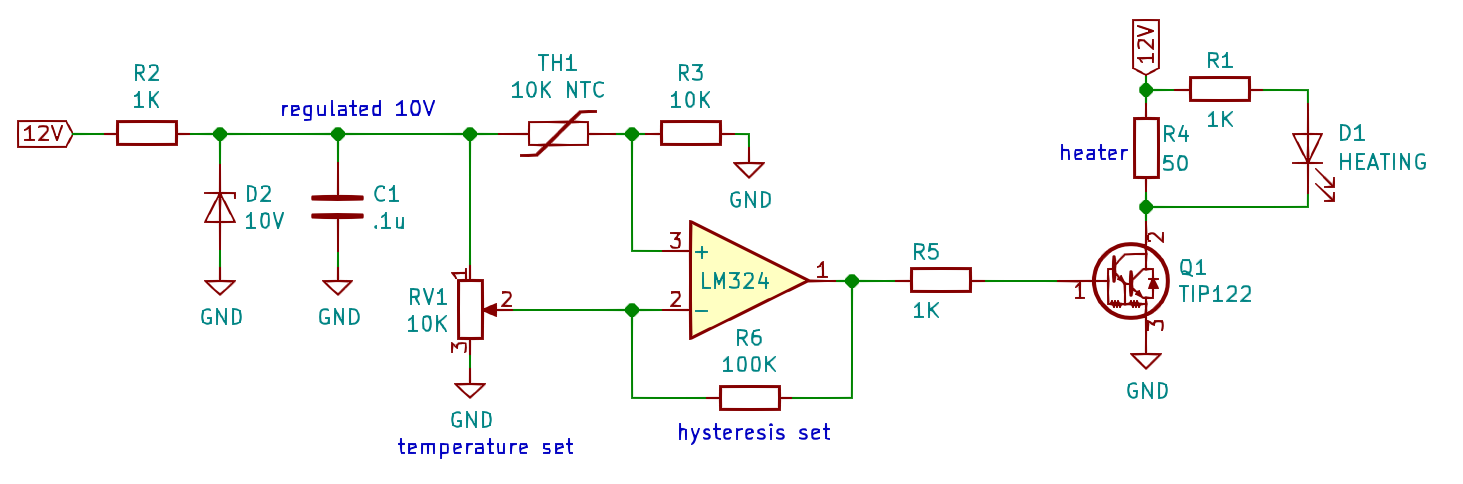 12V
R2
1K
regulated 10V
TH1
10K NTC
R3
10K
GND
D2
10V
GND
C1
.1u
GND
RV1
10K
1
2
3
GND
temperature set
3
+
LM324
2
-
1
R6
100K
hysteresis set
R5
1K
12V
R1
1K
R4
50
heater
D1
HEATING
2
Q1
TIP122
1
3
GND